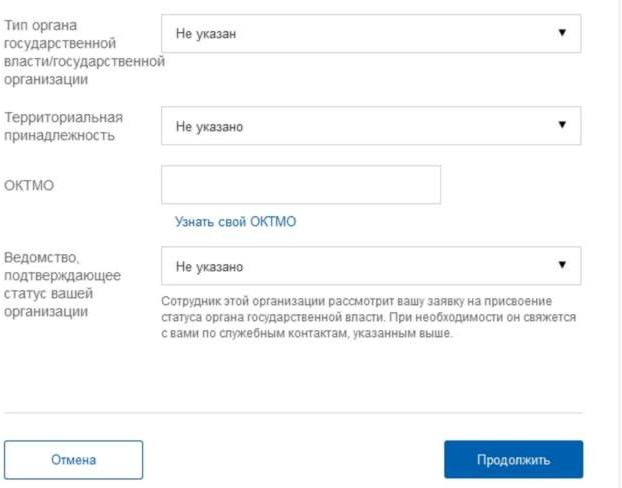 Тип органа
государственной
власти/государственной
организации
Не указан
Территориальная
принадлежность
Не указано
ОКТМО
Узнать свой ОКТМО
Ведомство,
подтверждающее
статус вашей
организации
Не указано
Сотрудник этой организации рассмотрит вашу заявку на присвоение
статуса органа государственной власти. При необходимости он свяжется
с вами по служебным контактам, указанным выше.
Отмена
Продолжить